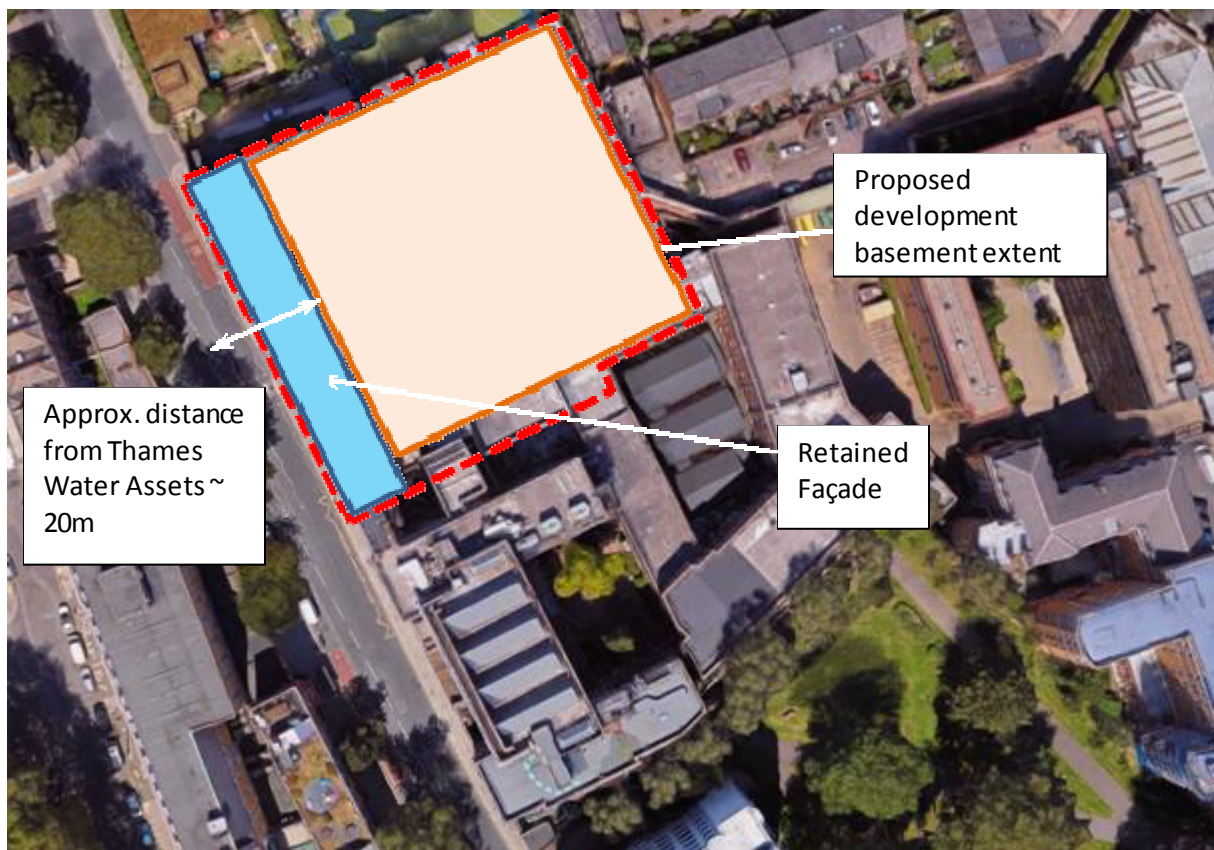 Proposed
development
basement extent
Approx. distance
from Thames
Water Assets ~
20m
Retained
Façade